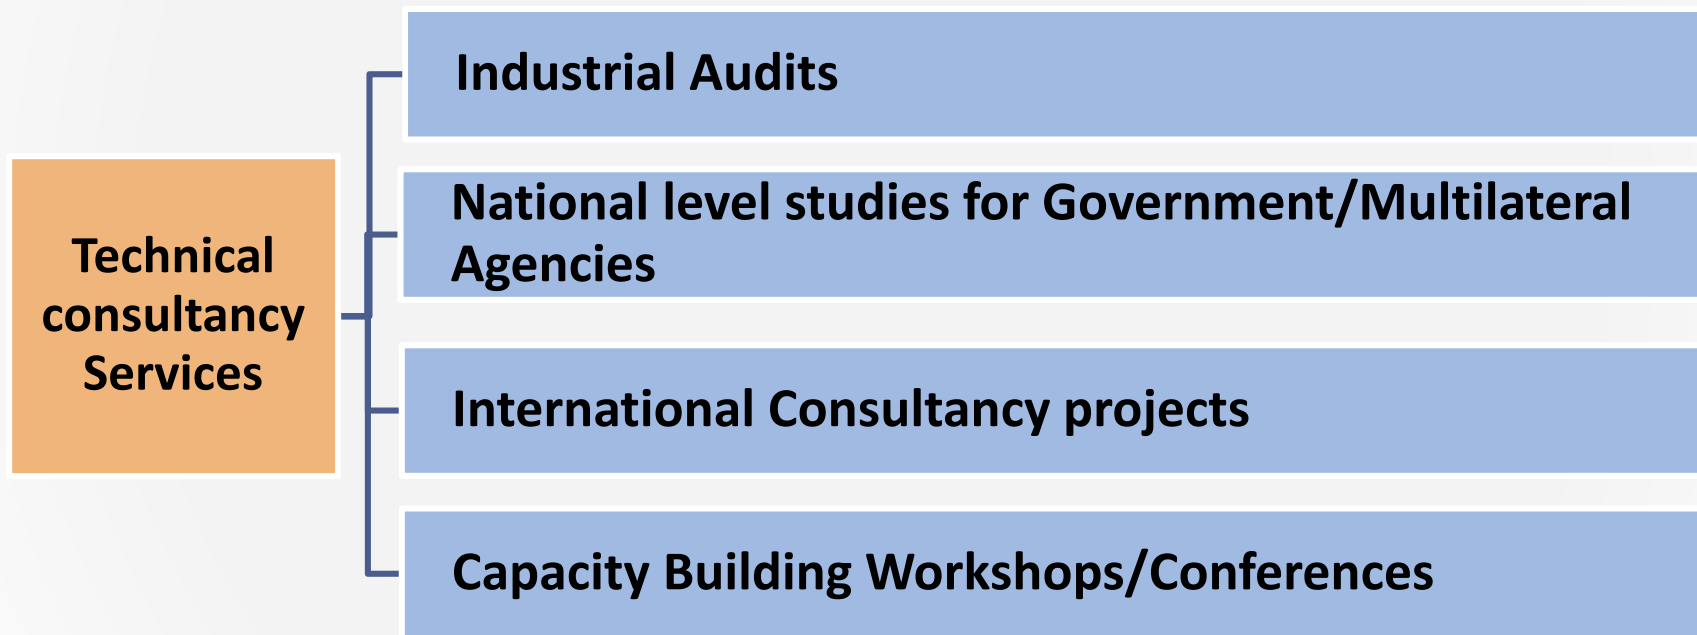 Technical
consultancy
Services
Industrial Audits
National level studies for Government/Multilateral
Agencies
International Consultancy projects
Capacity Building Workshops/Conferences